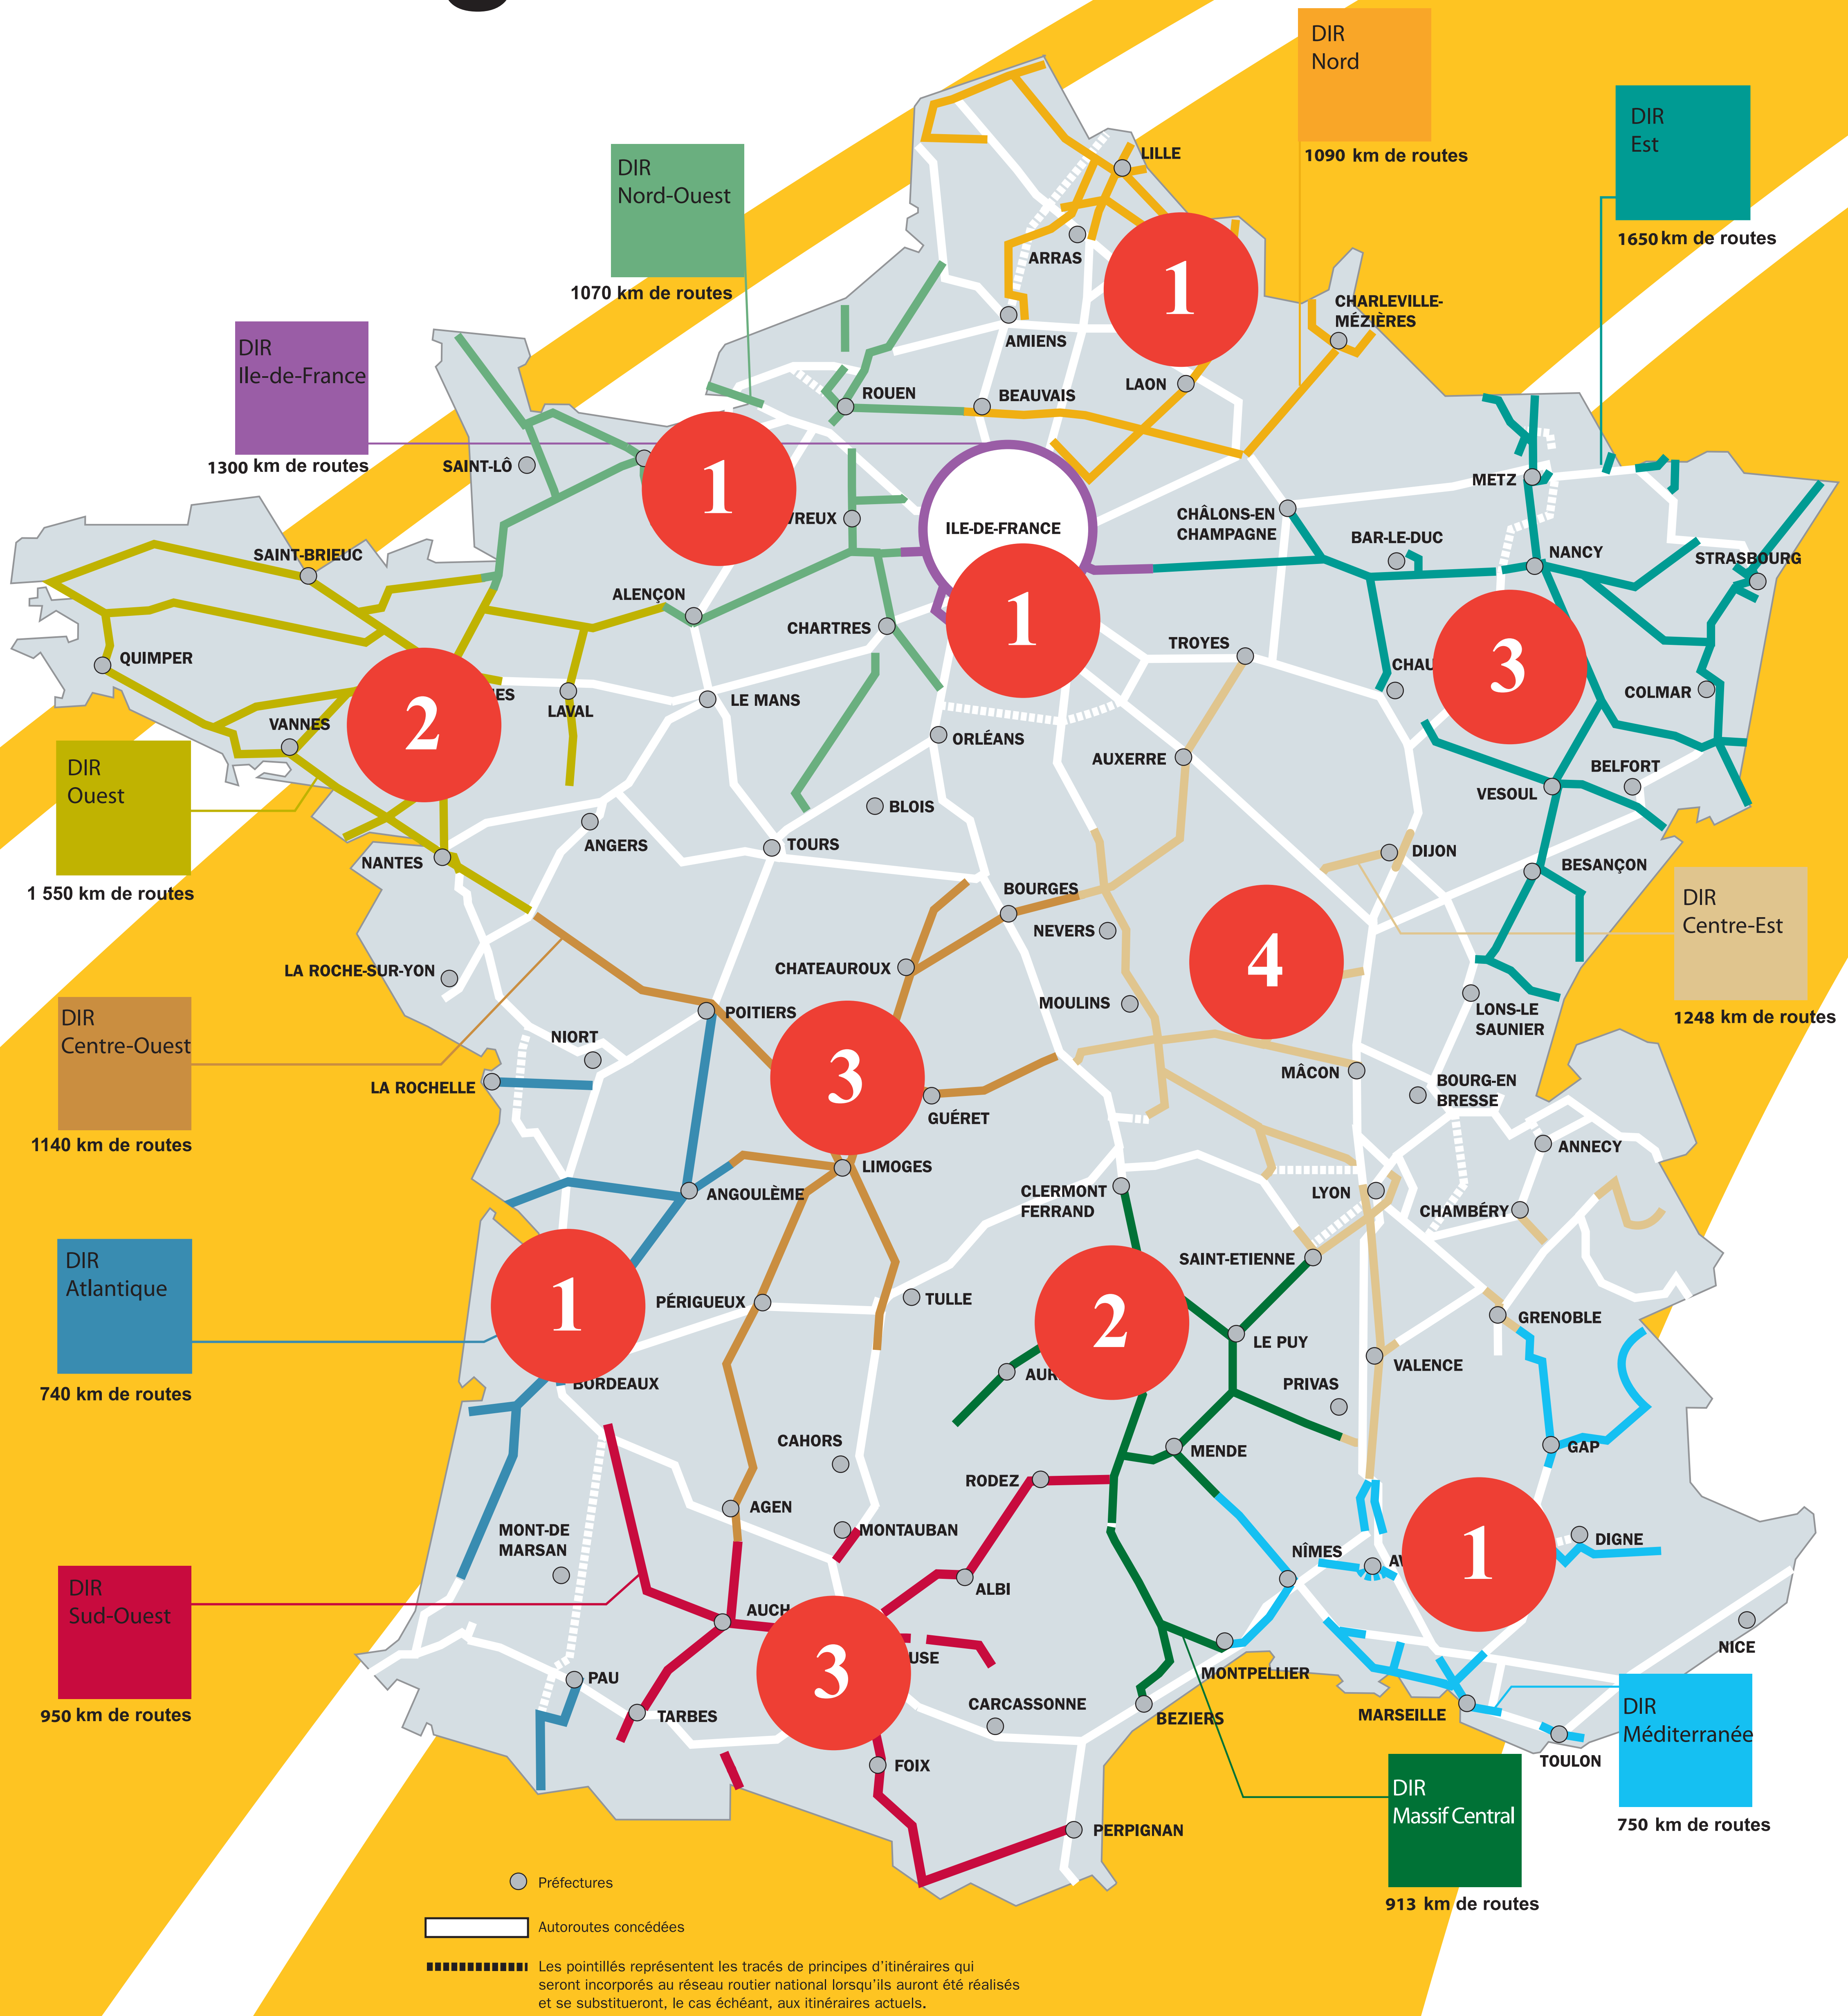 DIR
Nord
1090 km de routes
DIR
Est
1650 km de routes
DIR
Nord-Ouest
1070 km de routes
DIR
Ile-de-France
1300 km de routes
LILLE
ARRAS
1
CHARLEVILLE-
MÉZIÈRES
AMIENS
LAON
ROUEN
BEAUVAIS
SAINT-LÔ
1
VREUX
METZ
ILE-DE-FRANCE
CHÂLONS-EN
CHAMPAGNE
BAR-LE-DUC
NANCY
STRASBOURG
SAINT-BRIEUC
ALENÇON
CHARTRES
1
TROYES
QUIMPER
CHAU
3
COLMAR
VANNES
2
ES
LAVAL
LE MANS
ORLÉANS
AUXERRE
BELFORT
VESOUL
DIR
Ouest
1 550 km de routes
BLOIS
ANGERS
TOURS
NANTES
DIJON
BESANÇON
BOURGES
NEVERS
DIR
Centre-Est
1248 km de routes
LA ROCHE-SUR-YON
CHATEAUROUX
4
MOULINS
LONS-LE
SAUNIER
DIR
Centre-Ouest
1140 km de routes
POITIERS
NIORT
LA ROCHELLE
3
GUÉRET
MÂCON
BOURG-EN
BRESSE
ANNECY
LIMOGES
ANGOULÊME
CLERMONT
FERRAND
LYON
CHAMBÉRY
DIR
Atlantique
740 km de routes
1
PÉRIGUEUX
TULLE
SAINT-ETIENNE
2
LE PUY
GRENOBLE
VALENCE
BORDEAUX
AUR
PRIVAS
CAHORS
RODEZ
MENDE
GAP
AGEN
MONT-DE
MARSAN
MONTAUBAN
NÎMES
AV
1
DIGNE
ALBI
DIR
Sud-Ouest
950 km de routes
AUCH
3
USE
NICE
PAU
TARBES
CARCASSONNE
MONTPELLIER
BEZIERS
MARSEILLE
TOULON
DIR
Méditerranée
750 km de routes
FOIX
PERPIGNAN
DIR
Massif Central
913 km de routes
Préfectures
Autoroutes concédées
Les pointillés représentent les tracés de principes d'itinéraires qui
seront incorporés au réseau routier national lorsqu'ils auront été réalisés
et se substitueront, le cas échéant, aux itinéraires actuels.